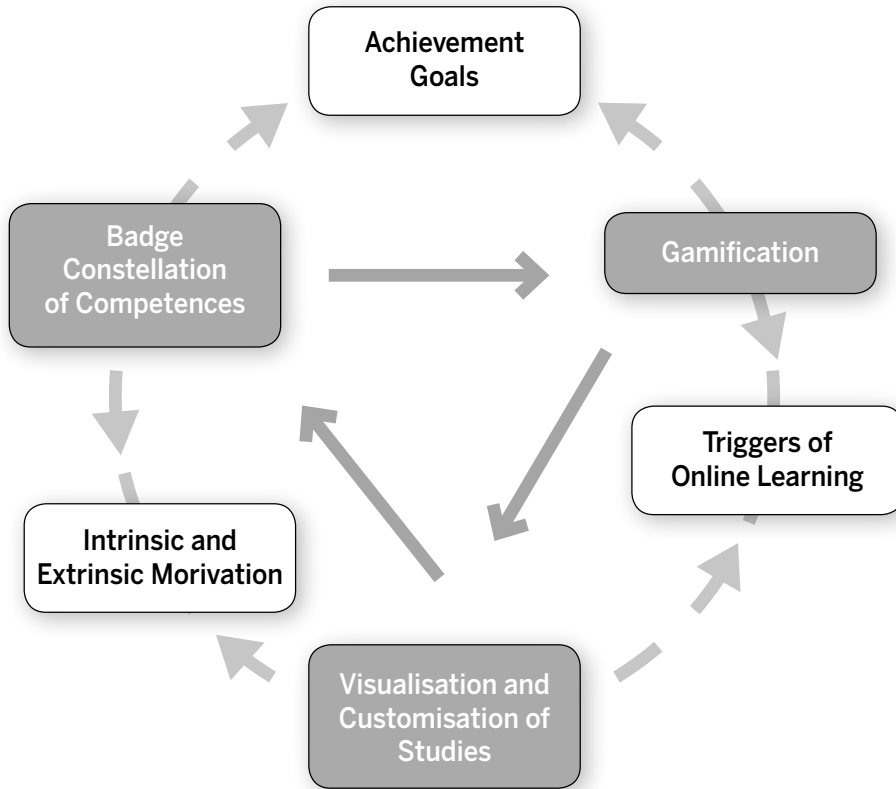 Achievement
Goals
Badge
Constellation
of Competences
Gamification
Triggers of
Online Learning
Intrinsic and
Extrinsic Morivation
Visualisation and
Customisation of
Studies